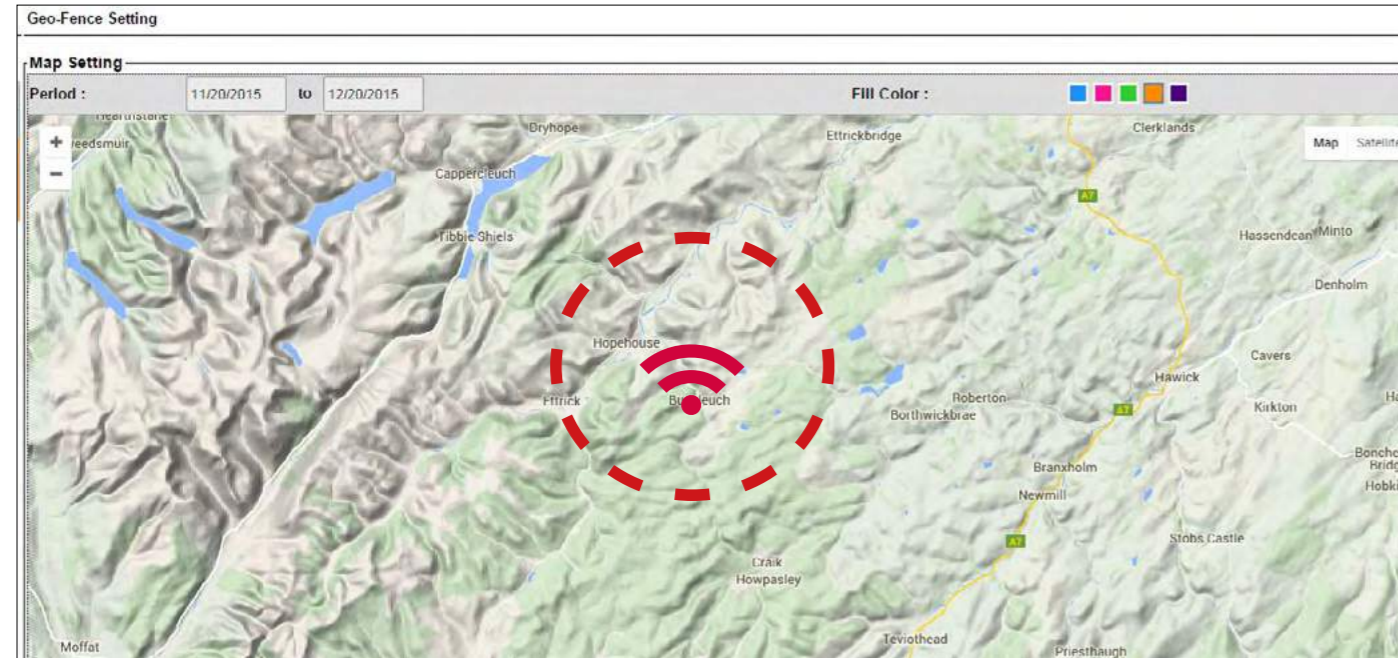 Geo-Fence Setting
Map Setting
Period : 11/20/2015 to 12/20/2015 Fill Color :
Dryhope
Clerklands
Ettrickbridge
+
Map Satellite
−
Cappercleuch
A7
Tibbie Shiels
Hassendean Minto
Denholm
Hopehouse
Cavers
Hawick
Ettrick
Roberton
Kirkton
A7
Borthwickbrae
Branxholm
Newmill
Stobs Castle
A7
Craik
Howpasley
Teviothead
Moffat
Priesthaugh